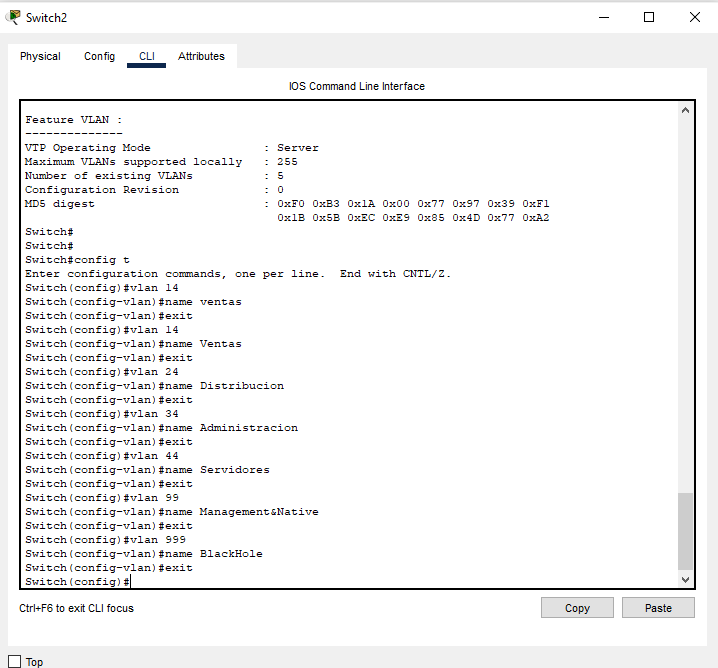 Switch2
Physical Config CLI Attributes
IOS Command Line Interface
Feature VLAN :
--------------
VTP Operating Mode : Server
Maximum VLANs supported locally : 255
Number of existing VLANs : 5
Configuration Revision : 0
MD5 digest : 0xF0 0xB3 0x1A 0x00 0x77 0x97 0x39 0xF1
0x1B 0x5B 0xEC 0xE9 0x85 0x4D 0x77 0xA2
Switch#
Switch#
Switch#config t
Enter configuration commands, one per line. End with CNTL/Z.
Switch(config)#vlan 14
Switch(config-vlan)#name ventas
Switch(config-vlan)#exit
Switch(config)#vlan 14
Switch(config-vlan)#name Ventas
Switch(config-vlan)#exit
Switch(config)#vlan 24
Switch(config-vlan)#name Distribucion
Switch(config-vlan)#exit
Switch(config)#vlan 34
Switch(config-vlan)#name Administracion
Switch(config-vlan)#exit
Switch(config)#vlan 44
Switch(config-vlan)#name Servidores
Switch(config-vlan)#exit
Switch(config)#vlan 99
Switch(config-vlan)#name Management&Native
Switch(config-vlan)#exit
Switch(config)#vlan 999
Switch(config-vlan)#name BlackHole
Switch(config-vlan)#exit
Switch(config)#
Ctrl+F6 to exit CLI focus Copy Paste
Top